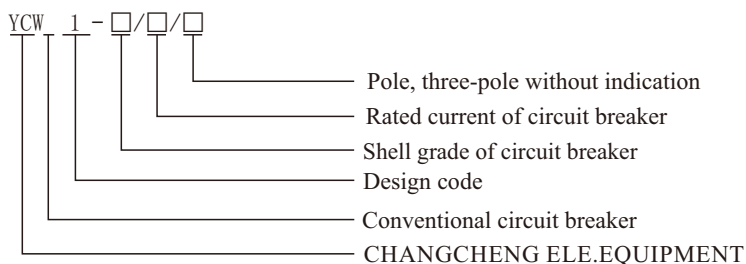 YCW 1-□/□/□
Pole, three-pole without indication
Rated current of circuit breaker
Shell grade of circuit breaker
Design code
Conventional circuit breaker
CHANGCHENG ELE.EQUIPMENT